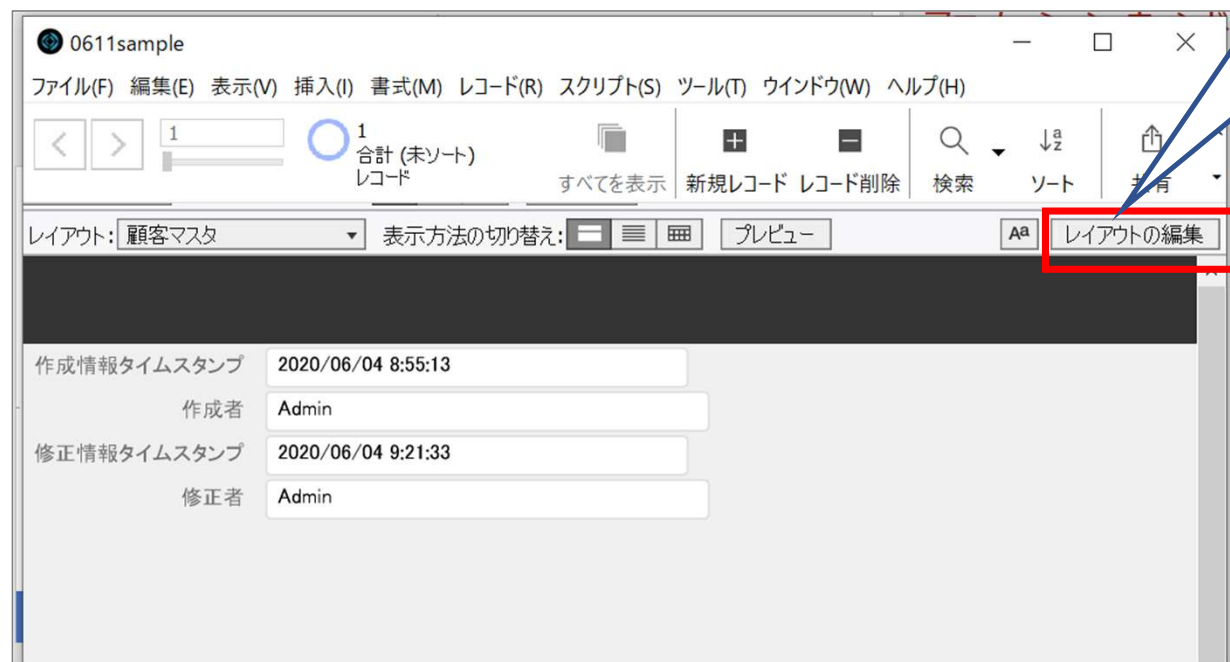 0611sample
ファイル(F) 編集(E) 表示(V) 挿入(I) 書式(M) レコード(R) スクリプト(S) ツール(T) ウインドウ(W) ヘルプ(H)
1
1
合計 (未ソート)
レコード
すべてを表示 新規レコード レコード削除 検索 ソート 共有
レイアウト: 顧客マスタ 表示方法の切り替え: プレビュー Aa レイアウトの編集
作成情報タイムスタンプ 2020/06/04 8:55:13
作成者 Admin
修正情報タイムスタンプ 2020/06/04 9:21:33
修正者 Admin